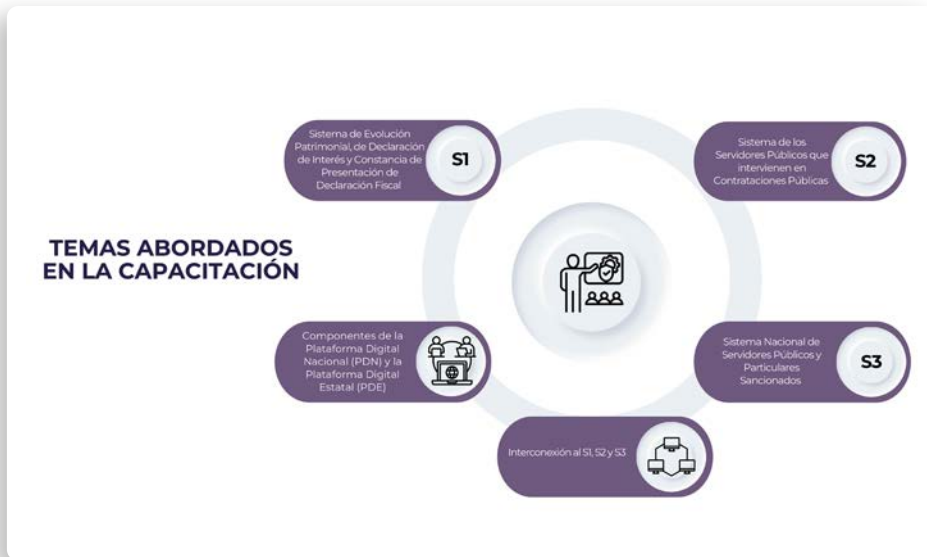 TEMAS ABORDADOS
EN LA CAPACITACIÓN
Sistema de Evolución
Patrimonial, de Declaración
de Interés y Constancia de
Presentación de
Declaración Fiscal
S1
Sistema de los
Servidores Públicos que
intervienen en
Contrataciones Públicas
S2
Componentes de la
Plataforma Digital
Nacional (PDN) y la
Plataforma Digital
Estatal (PDE)
Sistema Nacional de
Servidores Públicos y
Particulares
Sancionados
S3
Interconexión al S1, S2 y S3